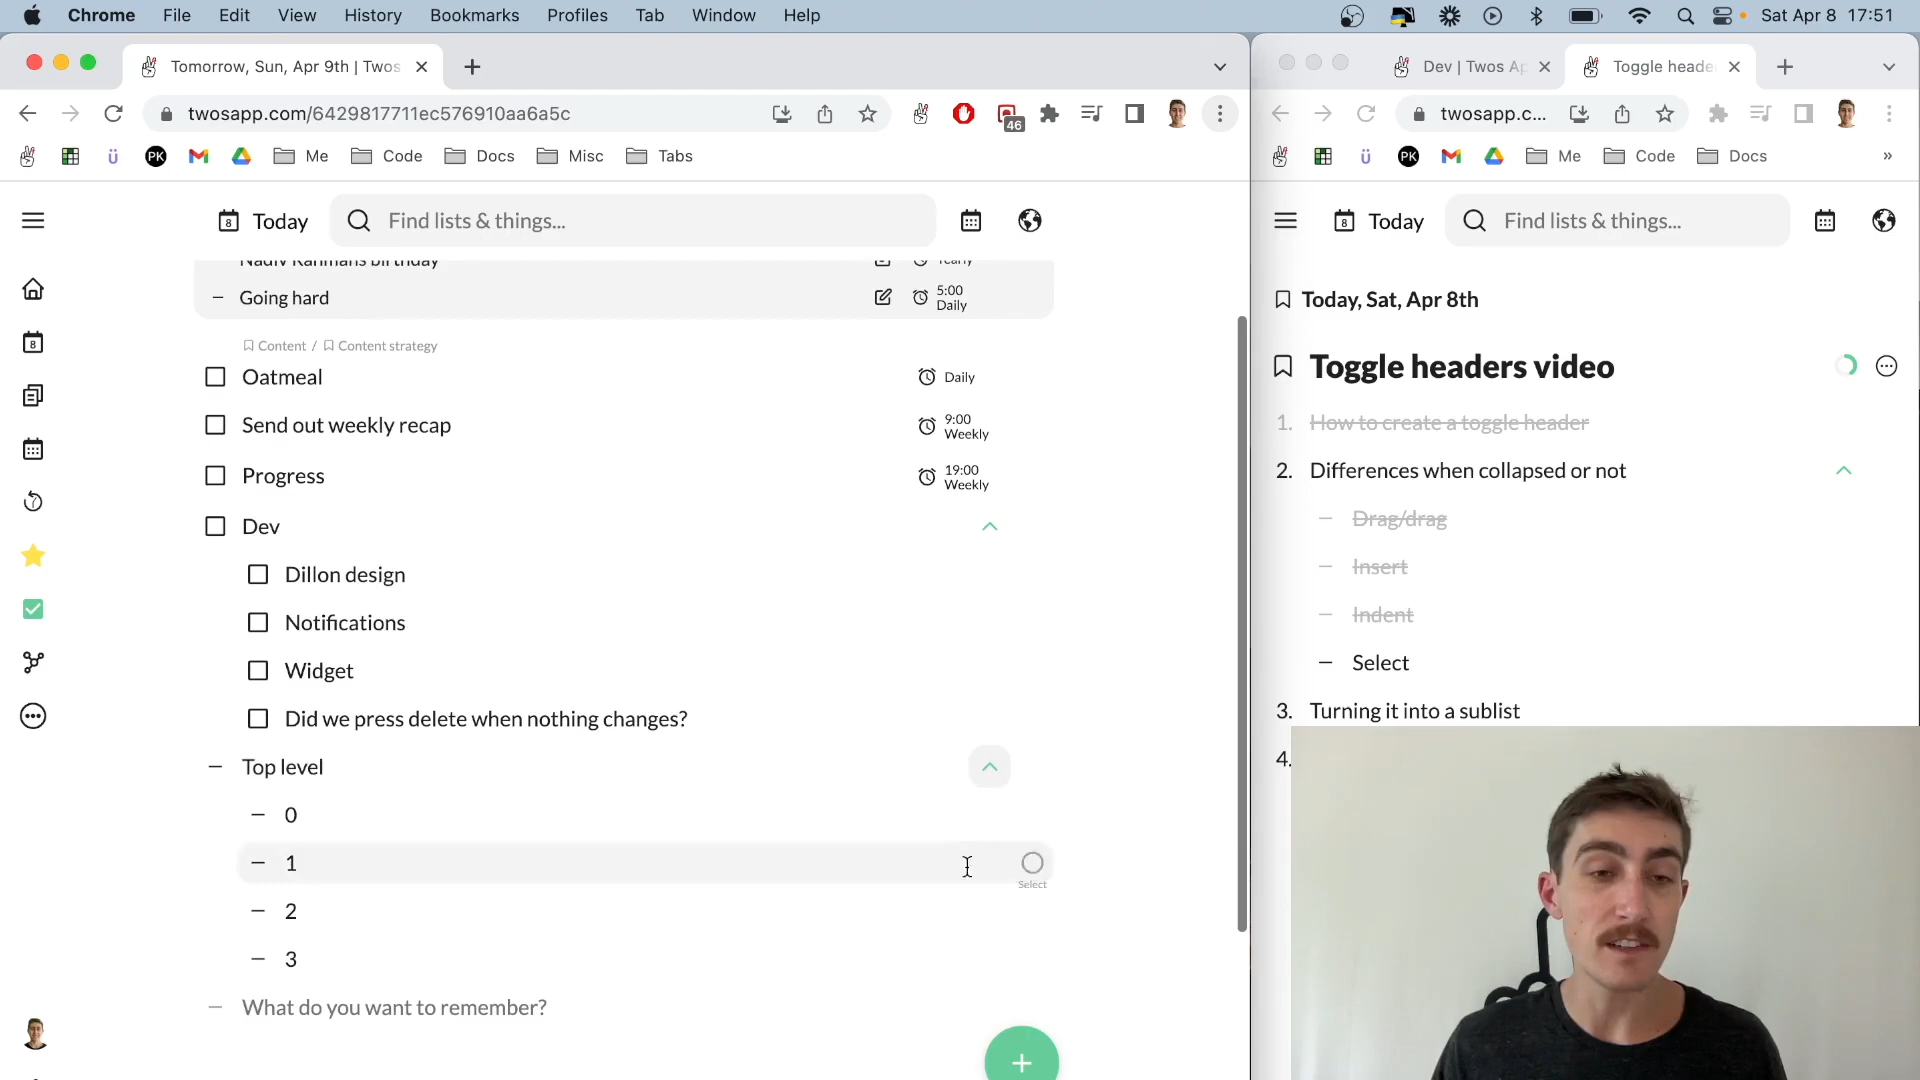 Chrome File Edit View History Bookmarks Profiles Tab Window Help Sat Apr 8 17:51
Tomorrow, Sun, Apr 9th | Twos
twosapp.com/6429817711ec576910aa6a5c
46
PK Me Code Docs Misc Tabs
8 Today Find lists & things...
Going hard 5:00 Daily
Content / Content strategy
Oatmeal Daily
Send out weekly recap 9:00 Weekly
Progress 19:00 Weekly
Dev
Dillon design
Notifications
Widget
Did we press delete when nothing changes?
Top level
0
1
Select
2
3
What do you want to remember?
Dev | Twos Ap Toggle heade
twosapp.c...
PK Me Code Docs »
8 Today Find lists & things...
Today, Sat, Apr 8th
Toggle headers video
1. How to create a toggle header
2. Differences when collapsed or not
Drag/drag
Insert
Indent
Select
3. Turning it into a sublist
4.